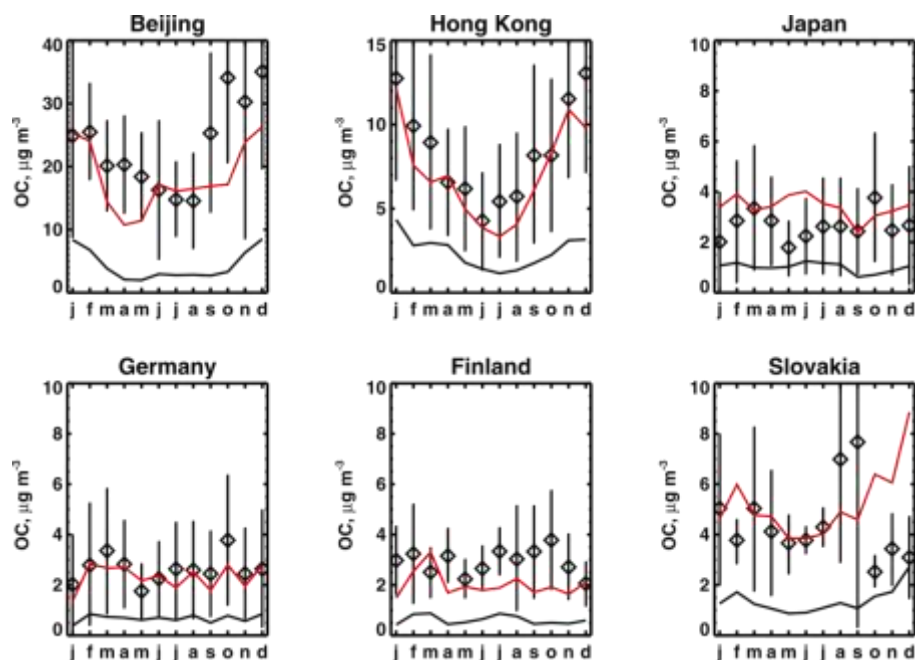 Beijing
Hong Kong
Japan
OC, μg m⁻³
40
30
20
10
0
j f m a m j j a s o n d
OC, μg m⁻³
15
10
5
0
j f m a m j j a s o n d
OC, μg m⁻³
10
8
6
4
2
0
j f m a m j j a s o n d
Germany
Finland
Slovakia
OC, μg m⁻³
10
8
6
4
2
0
j f m a m j j a s o n d
OC, μg m⁻³
10
8
6
4
2
0
j f m a m j j a s o n d
OC, μg m⁻³
10
8
6
4
2
0
j f m a m j j a s o n d